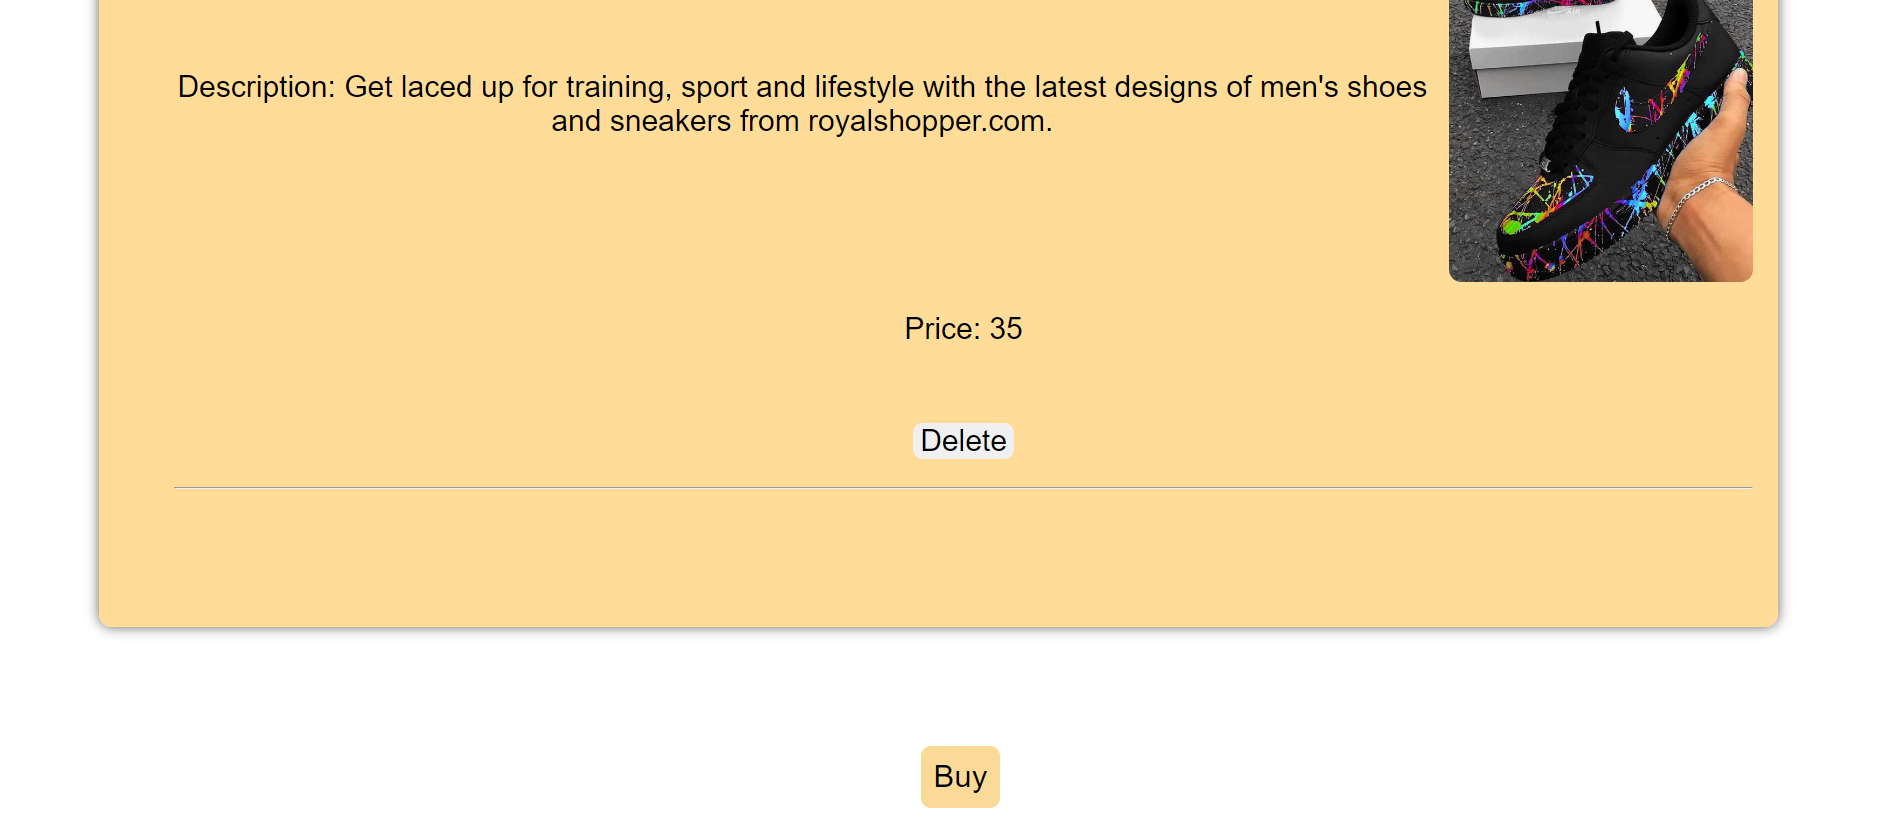 Description: Get laced up for training, sport and lifestyle with the latest designs of men's shoes
and sneakers from royalshopper.com.
Price: 35
Delete
Buy